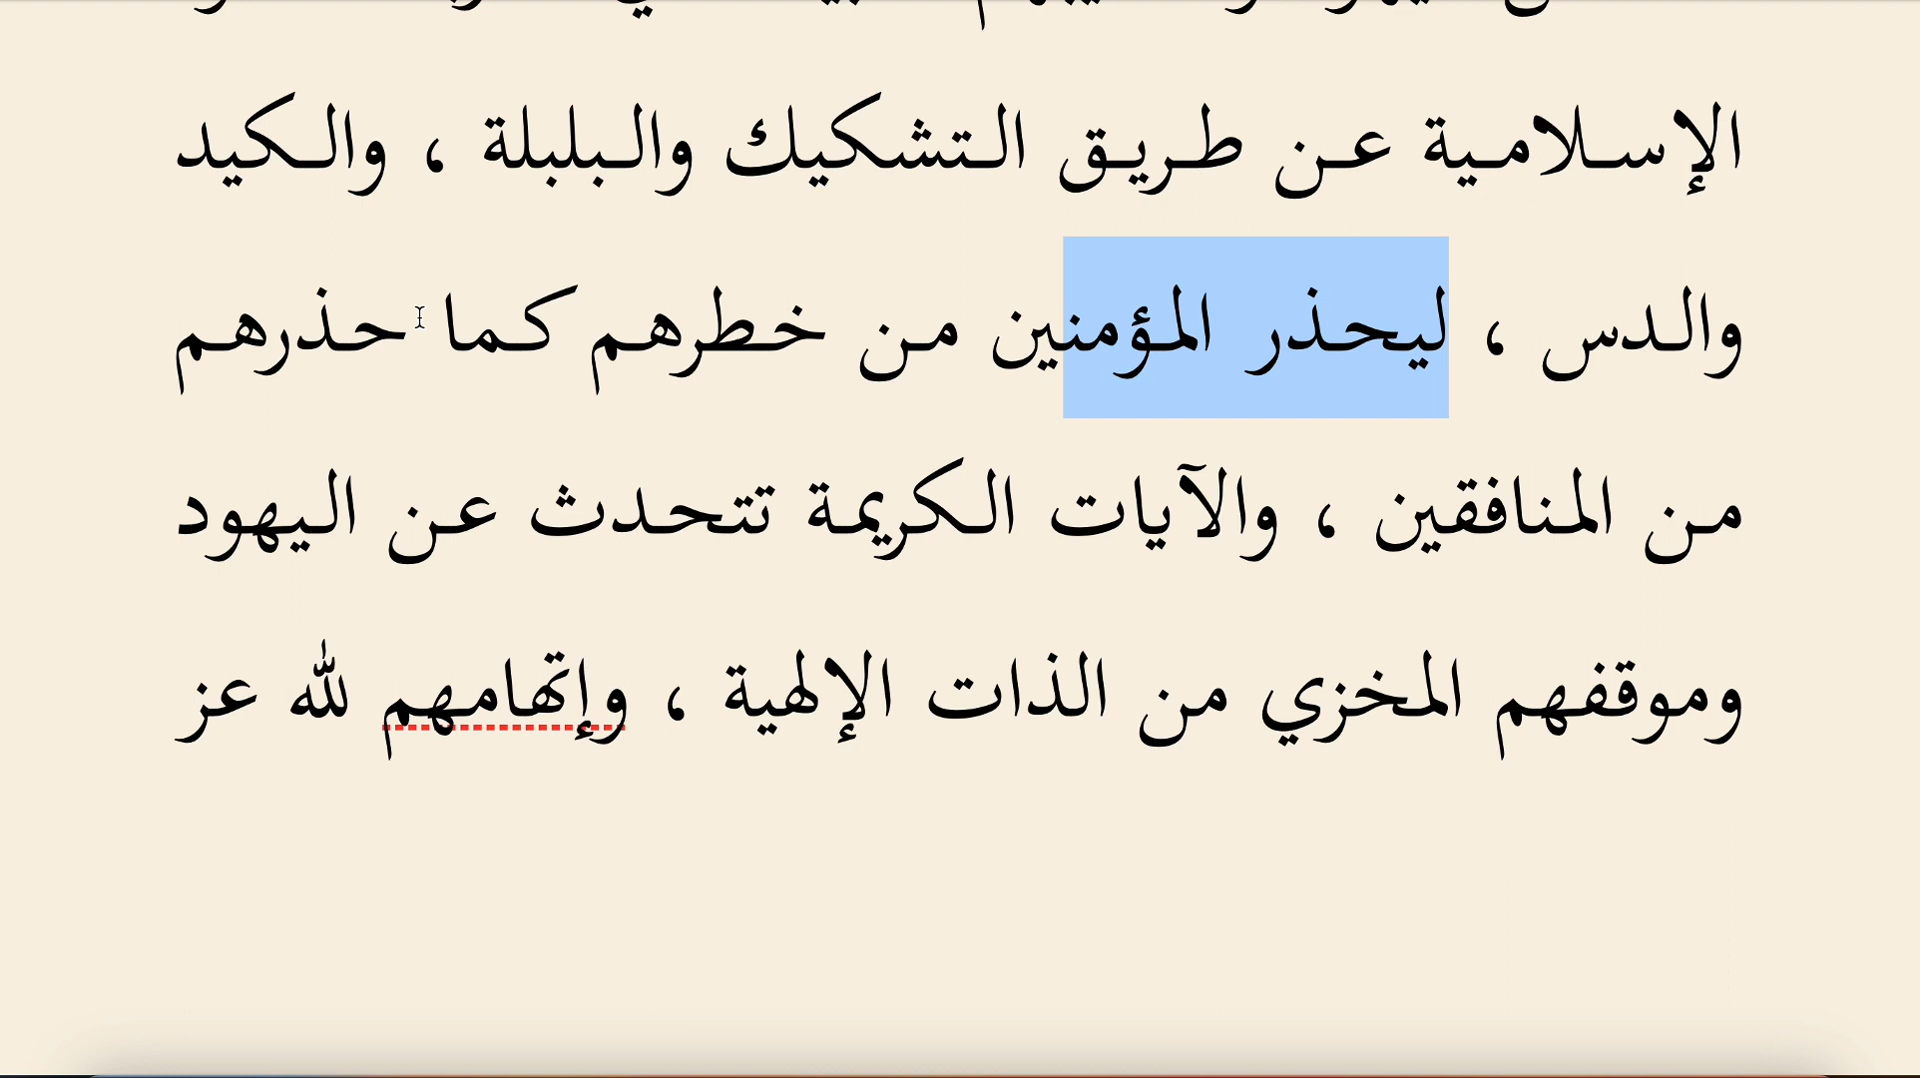 الإسلامية عن طريق التشكيك والبلبلة ، والكيد
والدس ، ليحذر المؤمنين من خطرهم كما حذرهم
من المنافقين ، والآيات الكريمة تتحدث عن اليهود
وموقفهم المخزي من الذات الإلهية ، وإتهامهم لله عز